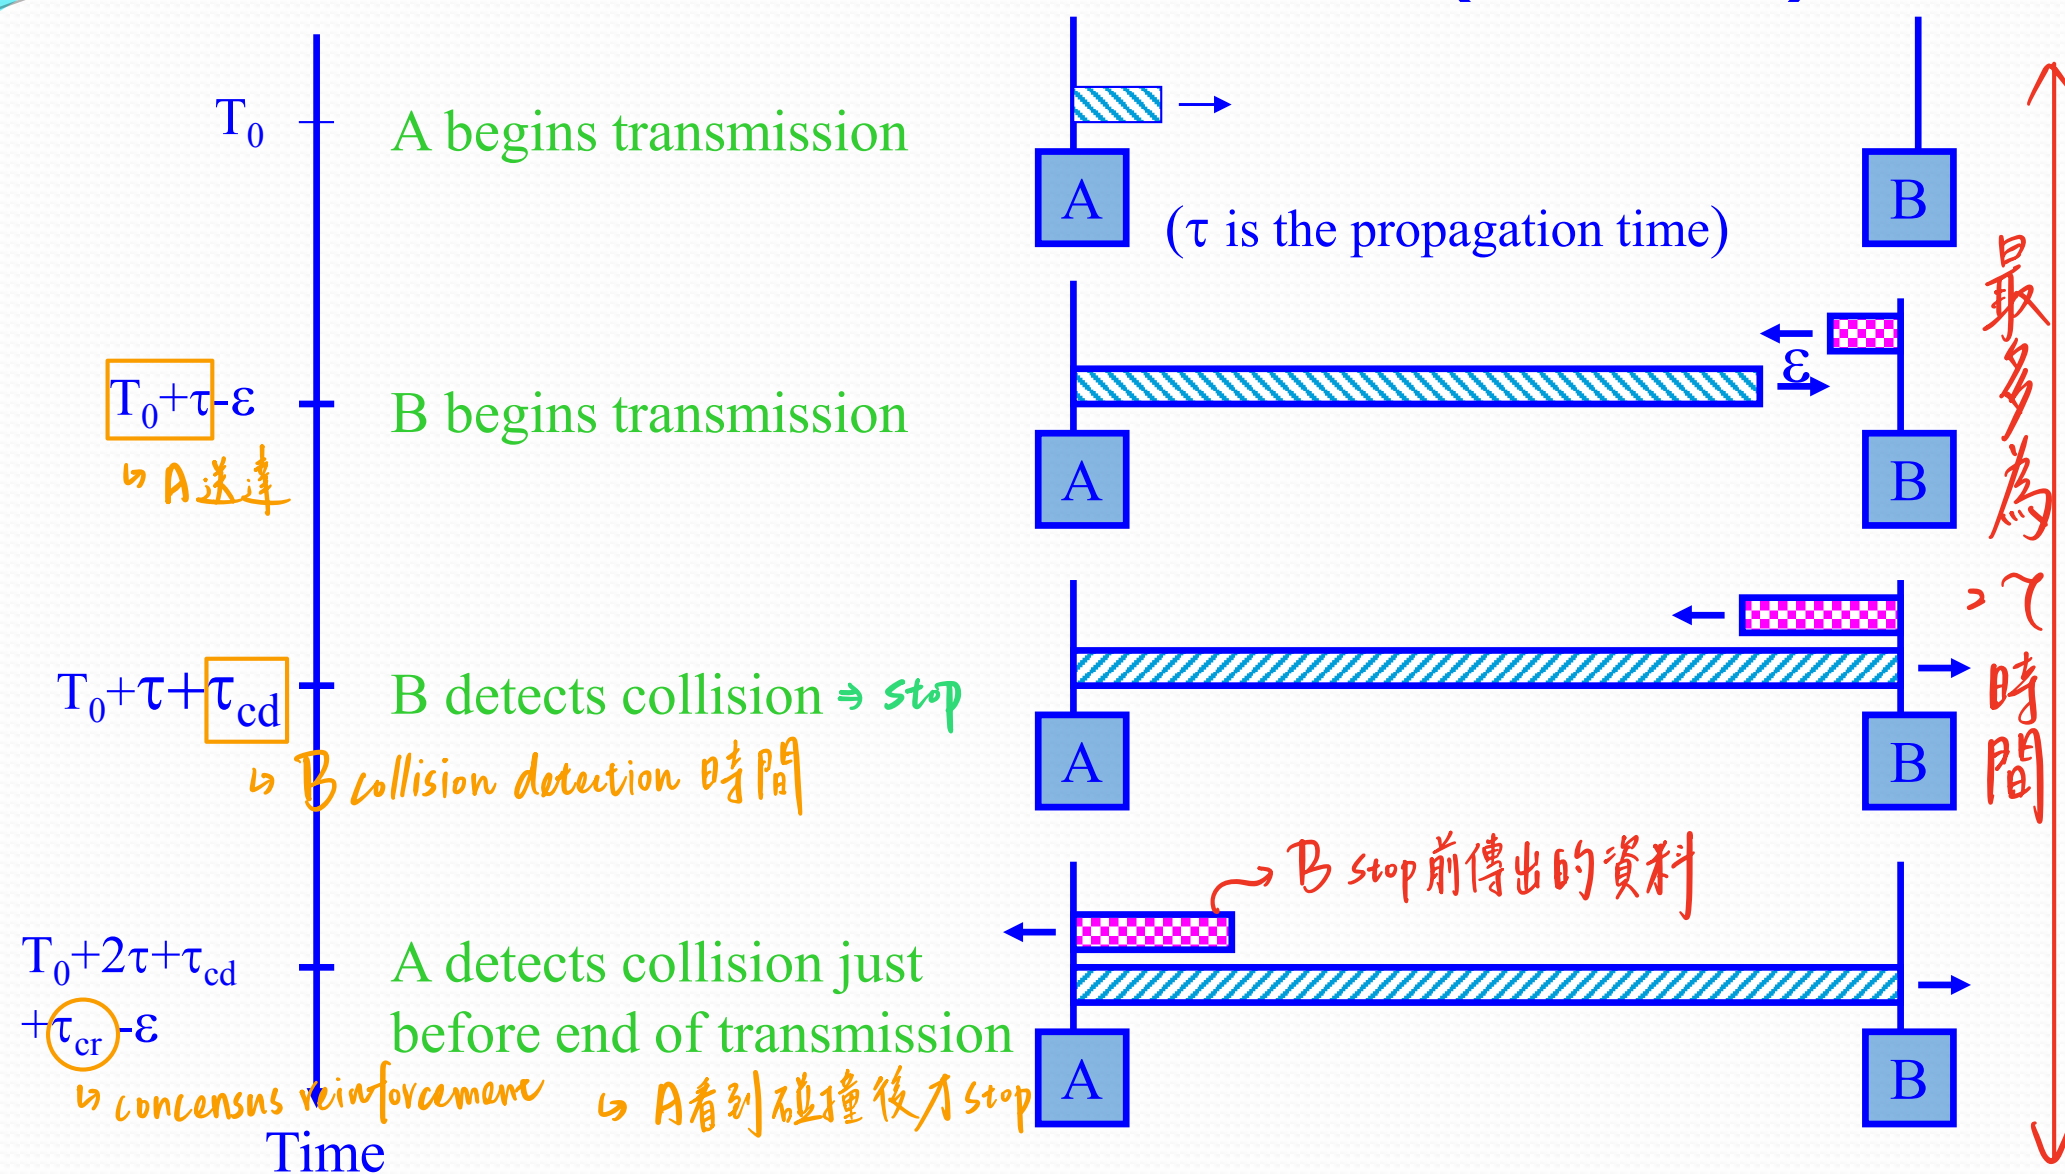 T₀
A begins transmission
A
(τ is the propagation time)
B
T₀+τ-ε
↳ A送達
B begins transmission
ε
A
B
T₀+τ+τcd
B detects collision ⇒ stop
↳ B collision detection 時間
A
B
B stop前傳出的資料
T₀+2τ+τcd
+τcr-ε
A detects collision just
before end of transmission
↳ concensus reinforcement
↳ A看到碰撞後才stop
A
B
Time
最多為2τ時間